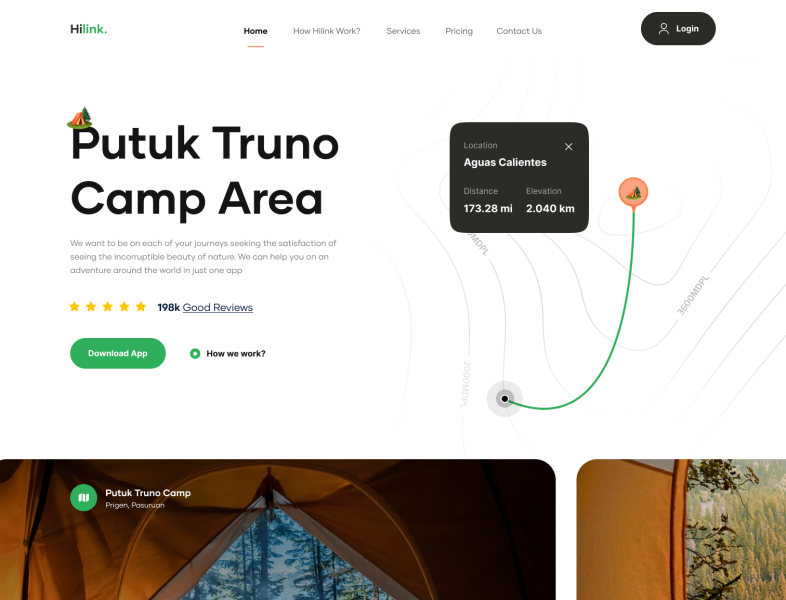 Hilink.
Home
How Hilink Work?
Services
Pricing
Contact Us
Login
Putuk Truno
Camp Area
We want to be on each of your journeys seeking the satisfaction of
seeing the incorruptible beauty of nature. We can help you on an
adventure around the world in just one app
198k Good Reviews
Download App
How we work?
Location
Aguas Calientes
Distance
Elevation
173.28 mi
2.040 km
MDPL
3600MDPL
2000MDPL
Putuk Truno Camp
Prigen, Pasuruan